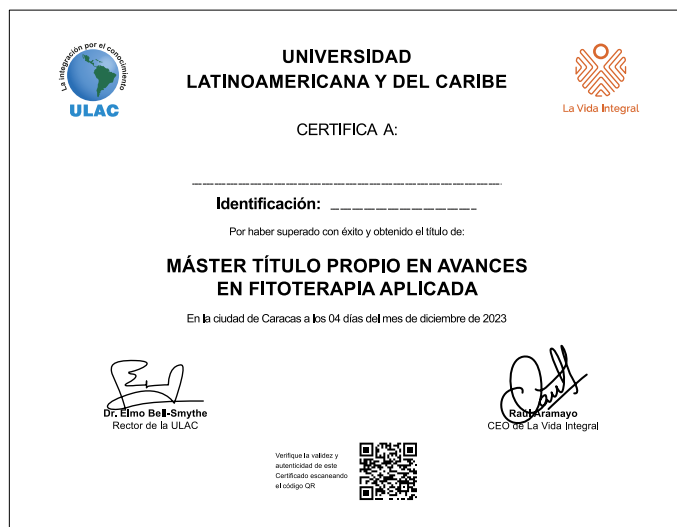 La integración por el conocimiento
ULAC
UNIVERSIDAD
LATINOAMERICANA Y DEL CARIBE
La Vida Integral
CERTIFICA A:
Identificación:
Por haber superado con éxito y obtenido el título de:
MÁSTER TÍTULO PROPIO EN AVANCES
EN FITOTERAPIA APLICADA
En la ciudad de Caracas a los 04 días del mes de diciembre de 2023
Dr. Elmo Bell-Smythe
Rector de la ULAC
Raúl Aramayo
CEO de La Vida Integral
Verifique la validez y
autenticidad de este
Certificado escaneando
el código QR